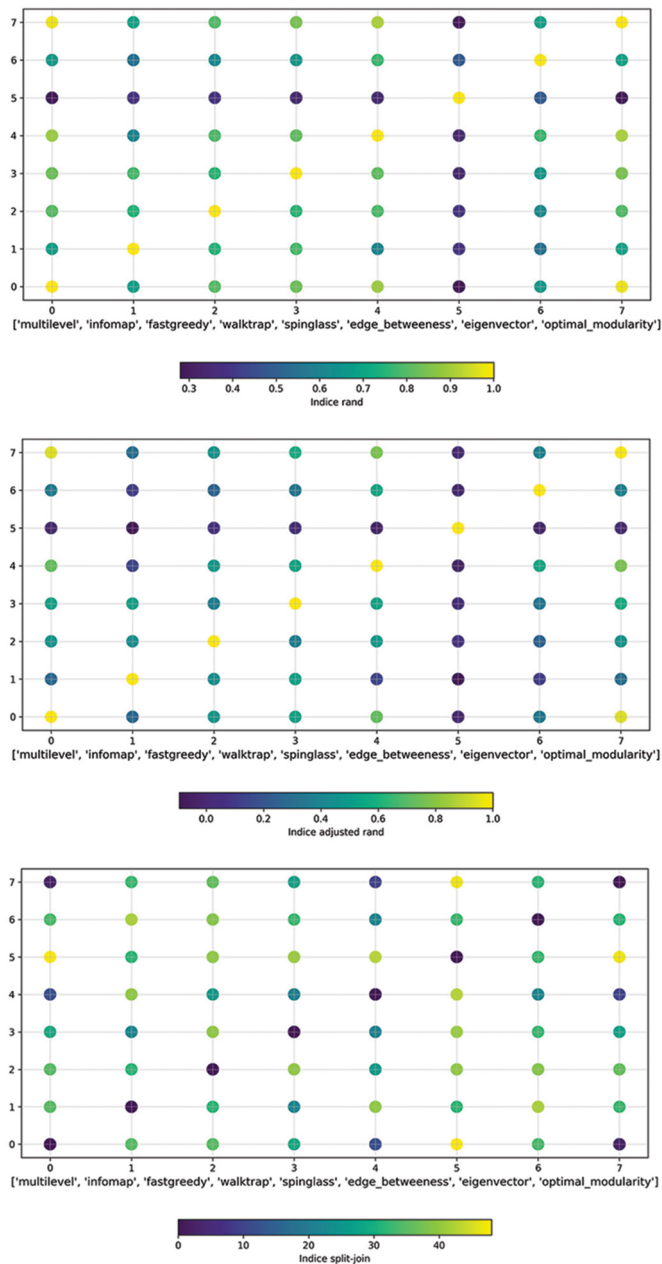 7
6
5
4
3
2
1
0
0 1 2 3 4 5 6 7
['multilevel', 'infomap', 'fastgreedy', 'walktrap', 'spinglass', 'edge_betweeness', 'eigenvector', 'optimal_modularity']
0.3 0.4 0.5 0.6 0.7 0.8 0.9 1.0
Indice rand
7
6
5
4
3
2
1
0
0 1 2 3 4 5 6 7
['multilevel', 'infomap', 'fastgreedy', 'walktrap', 'spinglass', 'edge_betweeness', 'eigenvector', 'optimal_modularity']
0.0 0.2 0.4 0.6 0.8 1.0
Indice adjusted rand
7
6
5
4
3
2
1
0
0 1 2 3 4 5 6 7
['multilevel', 'infomap', 'fastgreedy', 'walktrap', 'spinglass', 'edge_betweeness', 'eigenvector', 'optimal_modularity']
0 10 20 30 40
Indice split-join